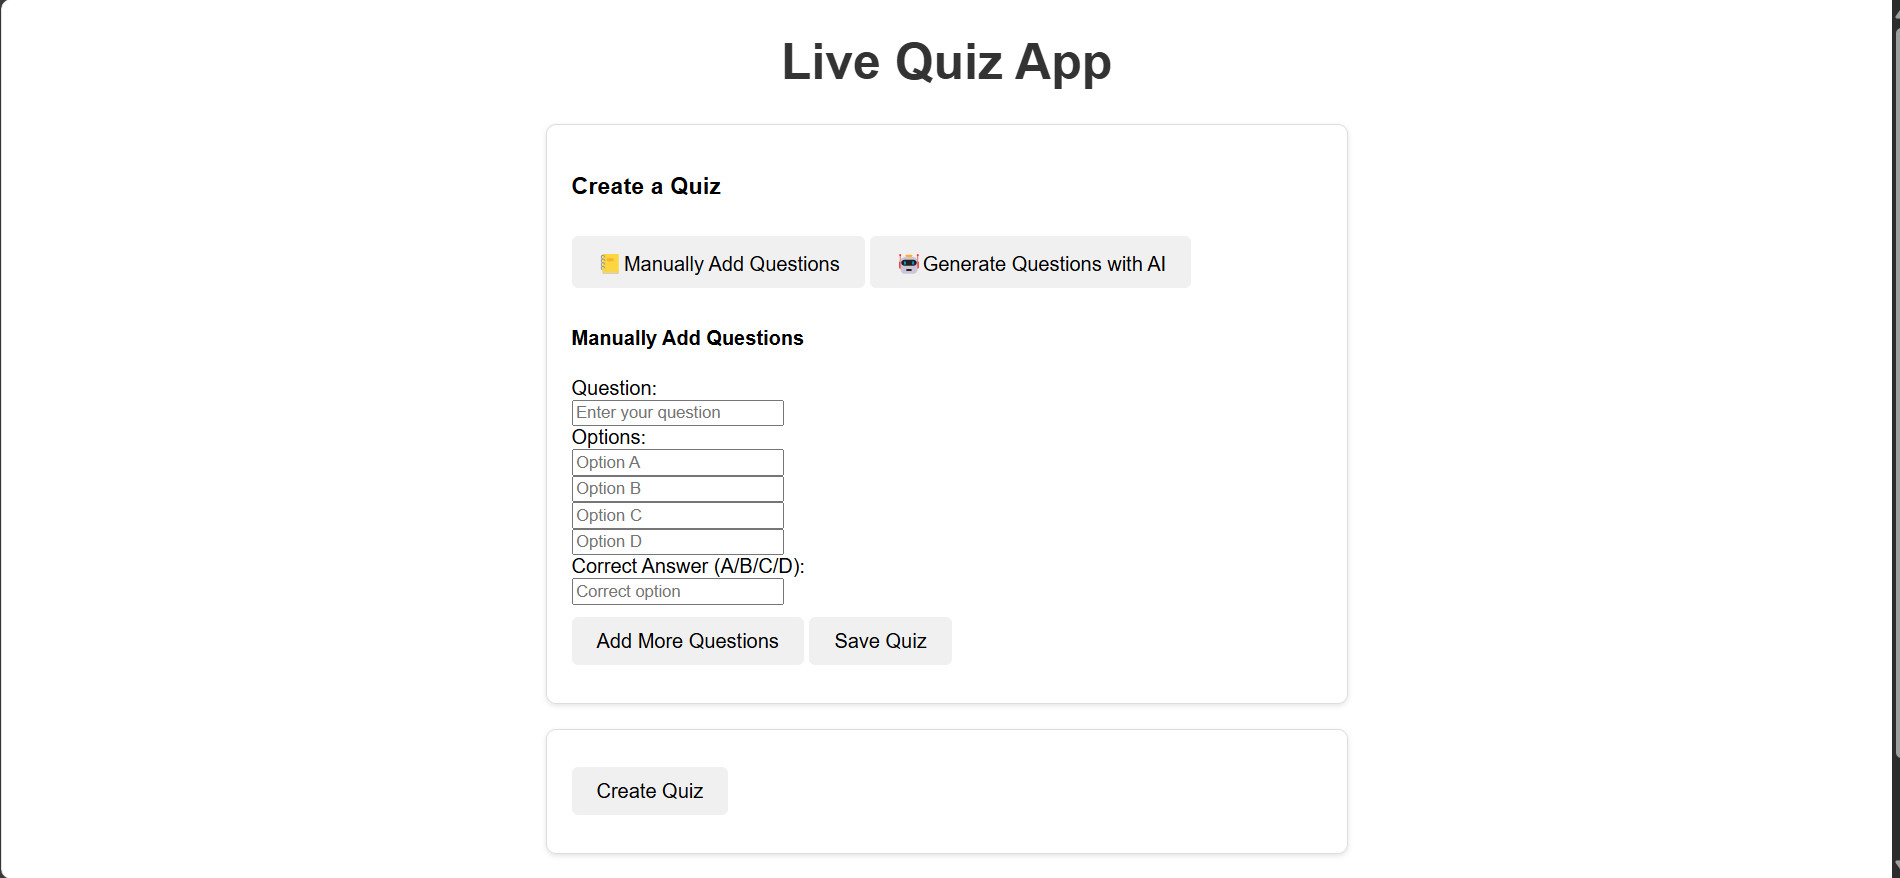 Live Quiz App
Create a Quiz
Manually Add Questions
Generate Questions with AI
Manually Add Questions
Question:
Enter your question
Options:
Option A
Option B
Option C
Option D
Correct Answer (A/B/C/D):
Correct option
Add More Questions
Save Quiz
Create Quiz